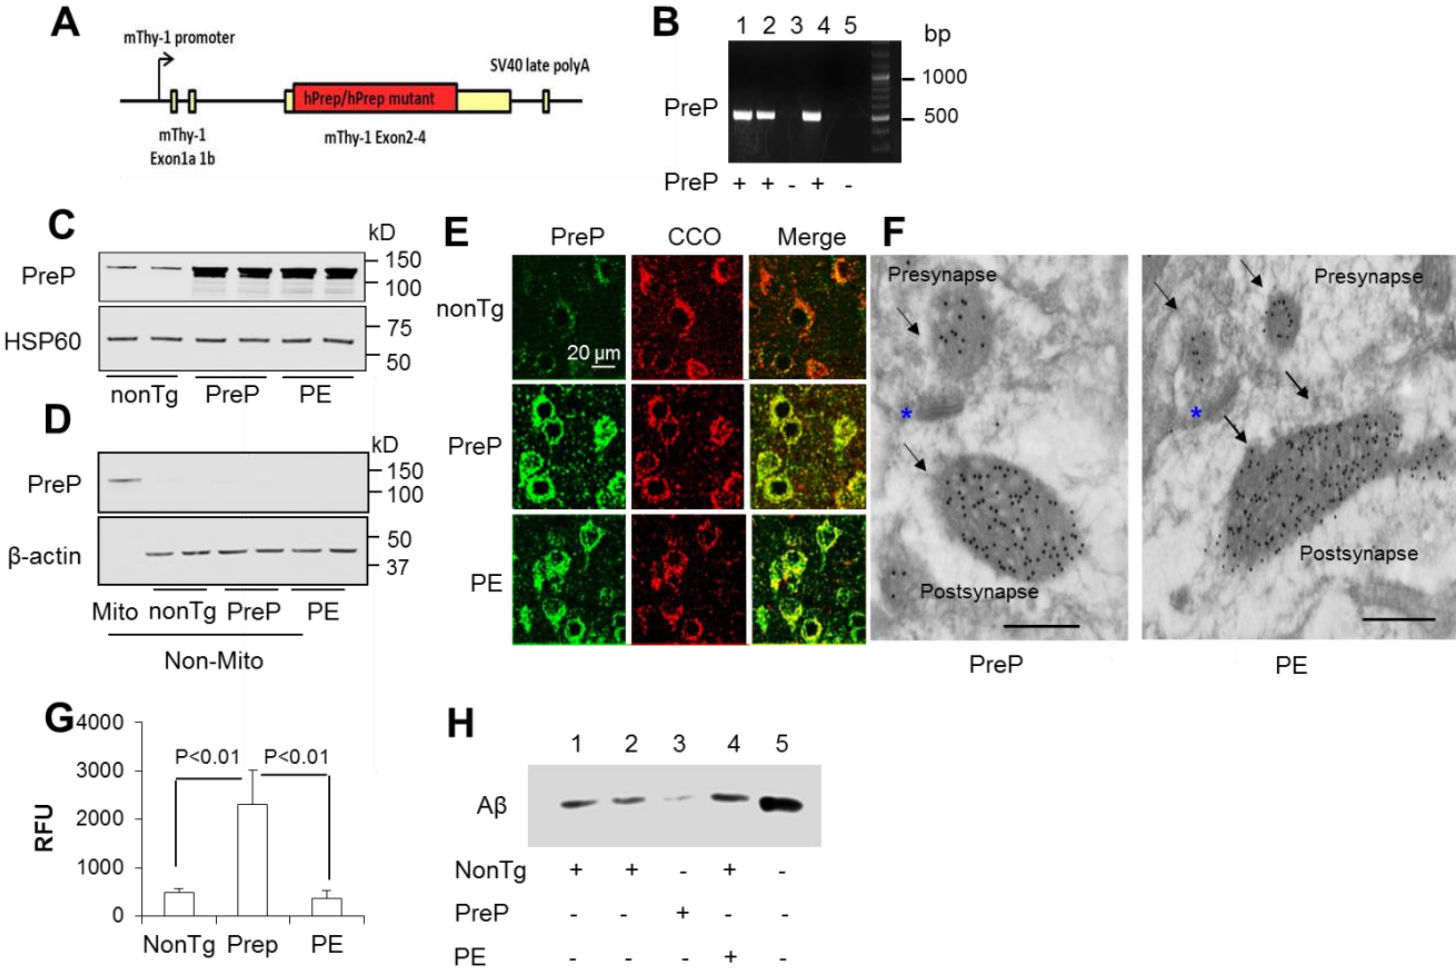 A
mThy-1 promoter
SV40 late polyA
hPrep/hPrep mutant
mThy-1
Exon1a 1b
mThy-1 Exon2-4
B
1 2 3 4 5
bp
1000
PreP
500
PreP + + - + -
C
kD
PreP
150
100
HSP60
75
50
nonTg PreP PE
D
kD
PreP
150
100
β-actin
50
37
Mito nonTg PreP PE
Non-Mito
E
PreP CCO Merge
nonTg
20 µm
PreP
PE
F
Presynapse
*
Postsynapse
PreP
Presynapse
*
Postsynapse
PE
G
4000
3000
2000
1000
0
RFU
P<0.01 P<0.01
NonTg Prep PE
H
1 2 3 4 5
Aβ
NonTg + + - + -
PreP - - + - -
PE - - - + -